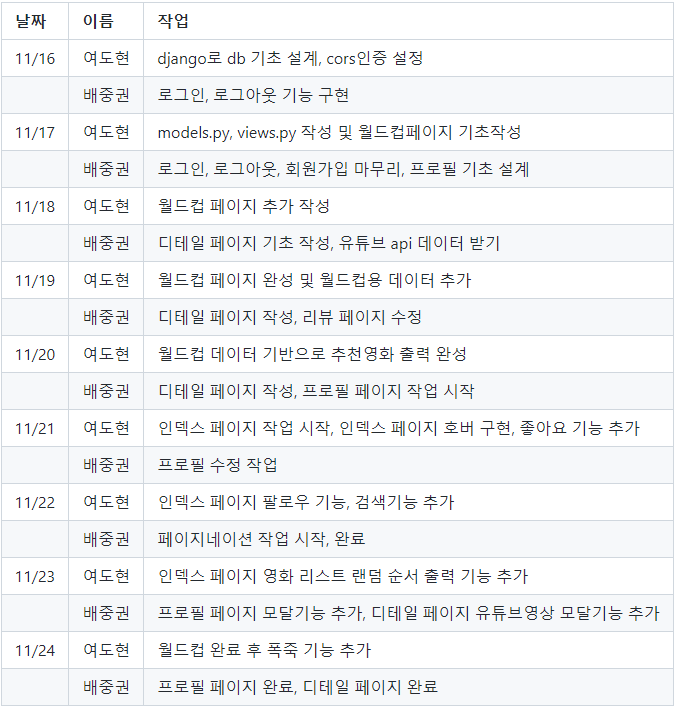 날짜 이름 작업
11/16 여도현 django로 db 기초 설계, cors인증 설정
배중권 로그인, 로그아웃 기능 구현
11/17 여도현 models.py, views.py 작성 및 월드컵페이지 기초작성
배중권 로그인, 로그아웃, 회원가입 마무리, 프로필 기초 설계
11/18 여도현 월드컵 페이지 추가 작성
배중권 디테일 페이지 기초 작성, 유튜브 api 데이터 받기
11/19 여도현 월드컵 페이지 완성 및 월드컵용 데이터 추가
배중권 디테일 페이지 작성, 리뷰 페이지 수정
11/20 여도현 월드컵 데이터 기반으로 추천영화 출력 완성
배중권 디테일 페이지 작성, 프로필 페이지 작업 시작
11/21 여도현 인덱스 페이지 작업 시작, 인덱스 페이지 호버 구현, 좋아요 기능 추가
배중권 프로필 수정 작업
11/22 여도현 인덱스 페이지 팔로우 기능, 검색기능 추가
배중권 페이지네이션 작업 시작, 완료
11/23 여도현 인덱스 페이지 영화 리스트 랜덤 순서 출력 기능 추가
배중권 프로필 페이지 모달기능 추가, 디테일 페이지 유튜브영상 모달기능 추가
11/24 여도현 월드컵 완료 후 폭죽 기능 추가
배중권 프로필 페이지 완료, 디테일 페이지 완료